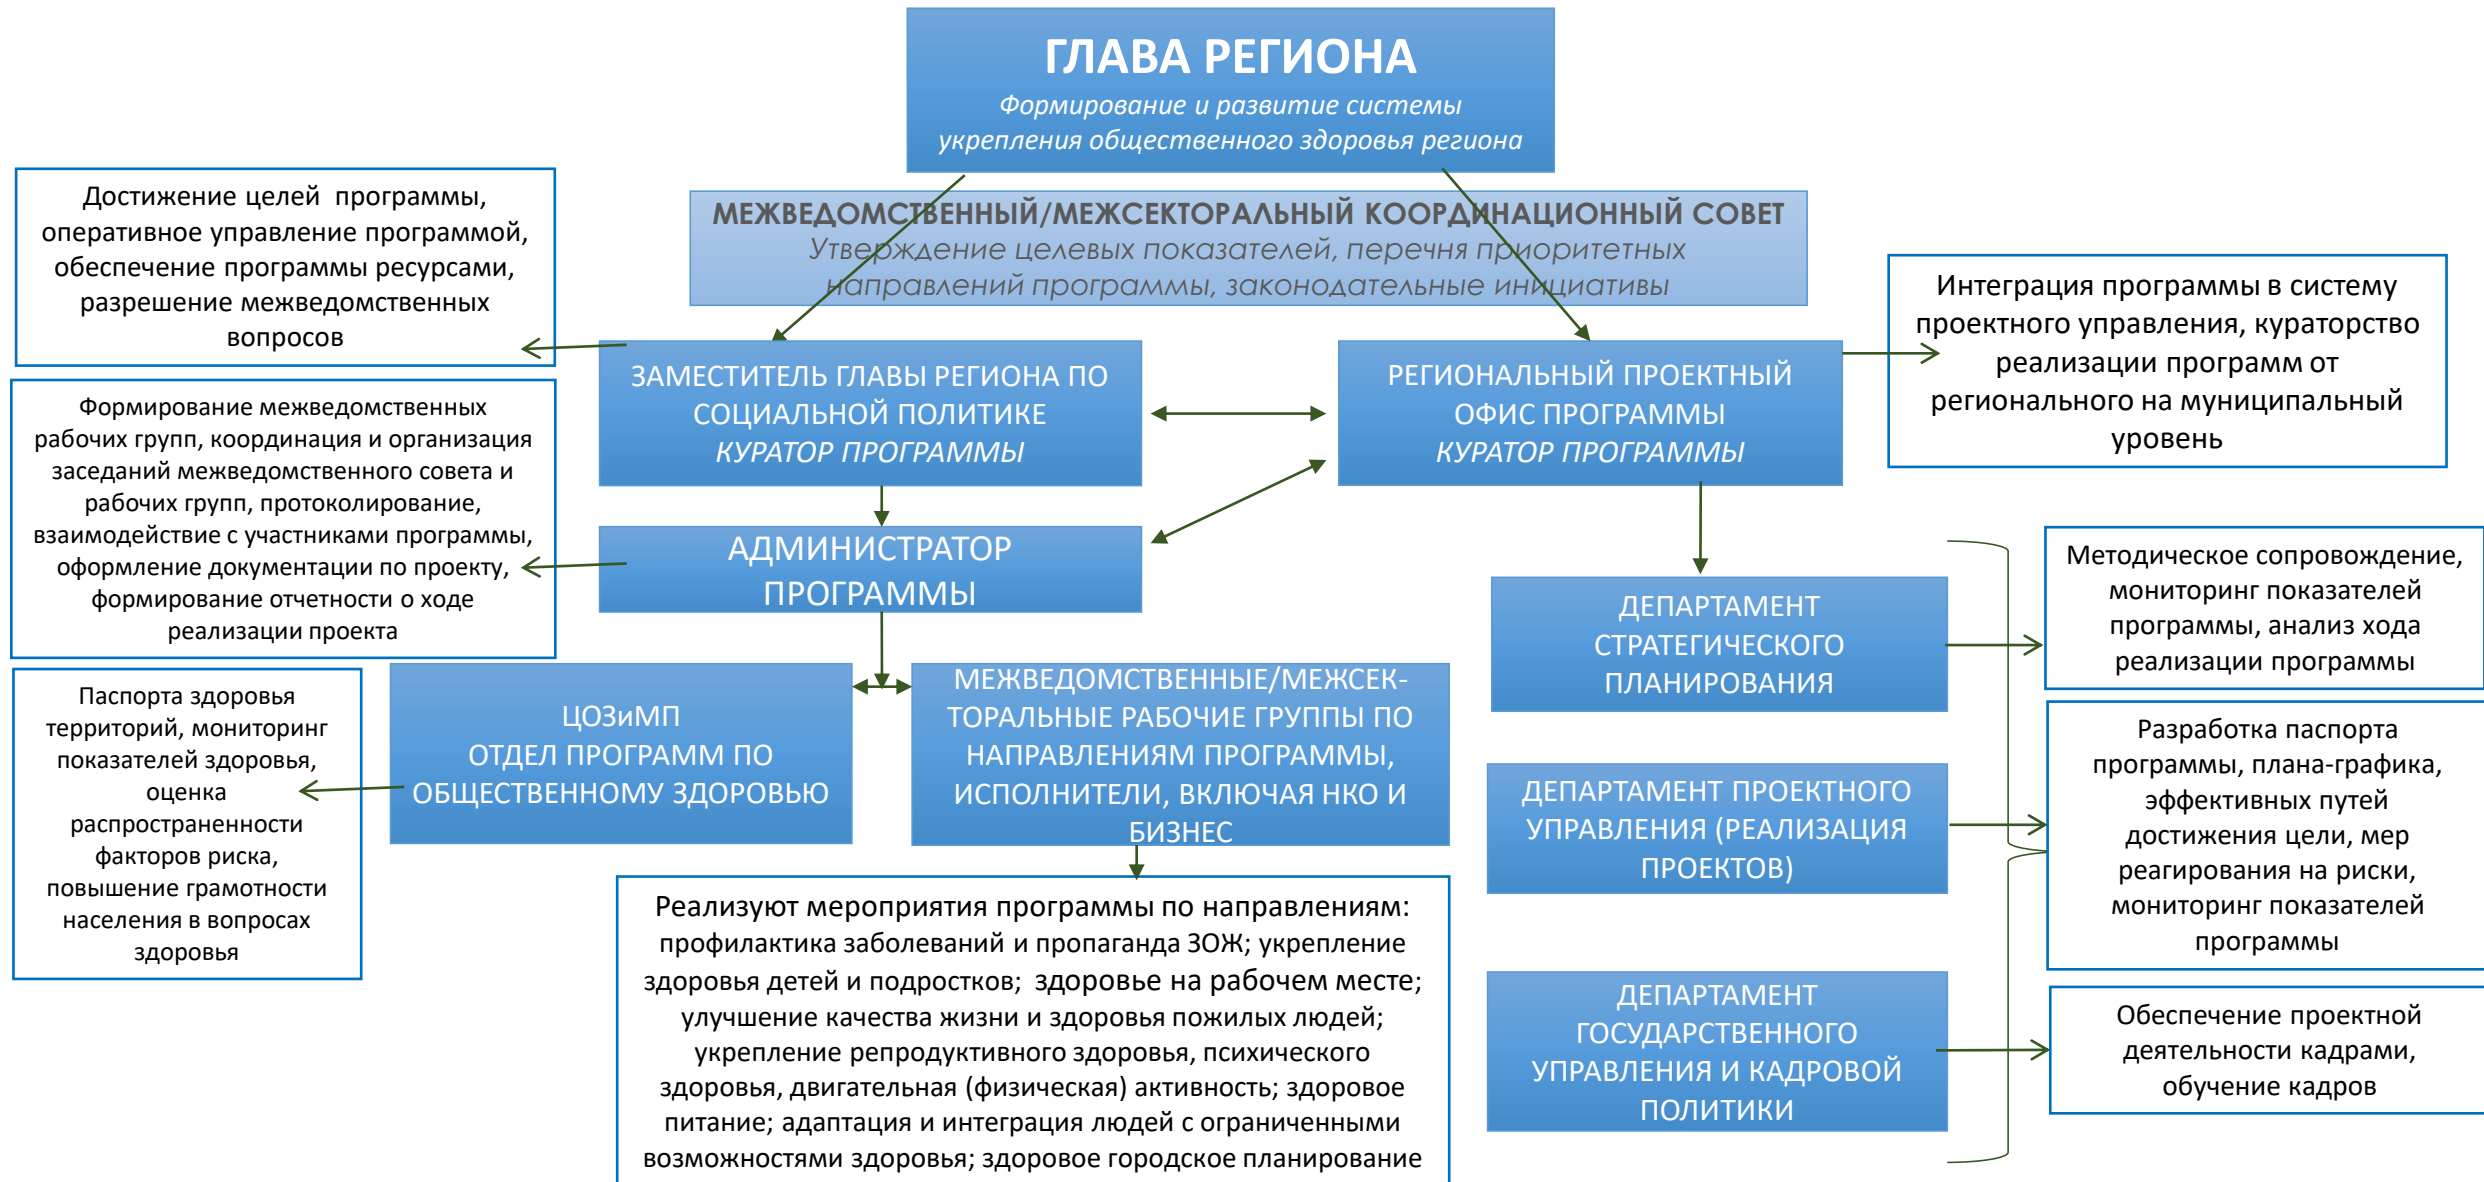 ГЛАВА РЕГИОНА
Формирование и развитие системы
укрепления общественного здоровья региона
МЕЖВЕДОМСТВЕННЫЙ/МЕЖСЕКТОРАЛЬНЫЙ КООРДИНАЦИОННЫЙ СОВЕТ
Утверждение целевых показателей, перечня приоритетных
направлений программы, законодательные инициативы
Достижение целей программы,
оперативное управление программой,
обеспечение программы ресурсами,
разрешение межведомственных
вопросов
ЗАМЕСТИТЕЛЬ ГЛАВЫ РЕГИОНА ПО
СОЦИАЛЬНОЙ ПОЛИТИКЕ
КУРАТОР ПРОГРАММЫ
РЕГИОНАЛЬНЫЙ ПРОЕКТНЫЙ
ОФИС ПРОГРАММЫ
КУРАТОР ПРОГРАММЫ
Интеграция программы в систему
проектного управления, кураторство
реализации программ от
регионального на муниципальный
уровень
Формирование межведомственных
рабочих групп, координация и организация
заседаний межведомственного совета и
рабочих групп, протоколирование,
взаимодействие с участниками программы,
оформление документации по проекту,
формирование отчетности о ходе
реализации проекта
АДМИНИСТРАТОР
ПРОГРАММЫ
ДЕПАРТАМЕНТ
СТРАТЕГИЧЕСКОГО
ПЛАНИРОВАНИЯ
Методическое сопровождение,
мониторинг показателей
программы, анализ хода
реализации программы
Паспорта здоровья
территорий, мониторинг
показателей здоровья,
оценка
распространенности
факторов риска,
повышение грамотности
населения в вопросах
здоровья
ЦОЗиМП
ОТДЕЛ ПРОГРАММ ПО
ОБЩЕСТВЕННОМУ ЗДОРОВЬЮ
МЕЖВЕДОМСТВЕННЫЕ/МЕЖСЕК-
ТОРАЛЬНЫЕ РАБОЧИЕ ГРУППЫ ПО
НАПРАВЛЕНИЯМ ПРОГРАММЫ,
ИСПОЛНИТЕЛИ, ВКЛЮЧАЯ НКО И
БИЗНЕС
ДЕПАРТАМЕНТ ПРОЕКТНОГО
УПРАВЛЕНИЯ (РЕАЛИЗАЦИЯ
ПРОЕКТОВ)
Разработка паспорта
программы, плана-графика,
эффективных путей
достижения цели, мер
реагирования на риски,
мониторинг показателей
программы
Реализуют мероприятия программы по направлениям:
профилактика заболеваний и пропаганда ЗОЖ; укрепление
здоровья детей и подростков; здоровье на рабочем месте;
улучшение качества жизни и здоровья пожилых людей;
укрепление репродуктивного здоровья, психического
здоровья, двигательная (физическая) активность; здоровое
питание; адаптация и интеграция людей с ограниченными
возможностями здоровья; здоровое городское планирование
ДЕПАРТАМЕНТ
ГОСУДАРСТВЕННОГО
УПРАВЛЕНИЯ И КАДРОВОЙ
ПОЛИТИКИ
Обеспечение проектной
деятельности кадрами,
обучение кадров